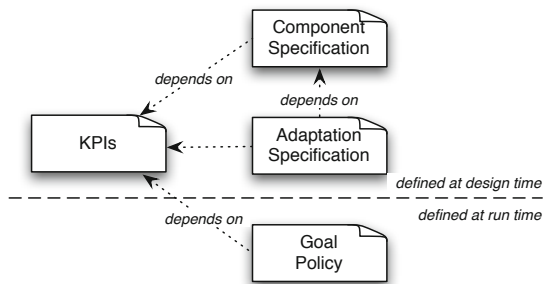 Component
Specification
depends on
depends on
KPIs
Adaptation
Specification
defined at design time
defined at run time
depends on
Goal
Policy